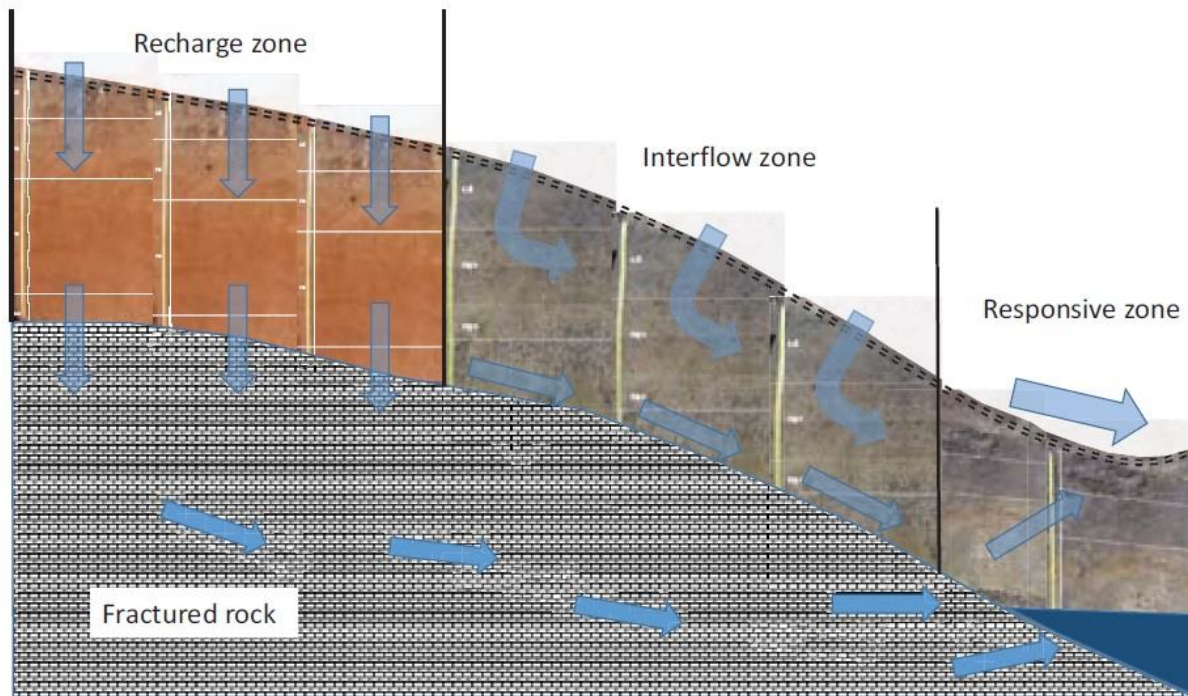 Recharge zone
Interflow zone
Responsive zone
Fractured rock